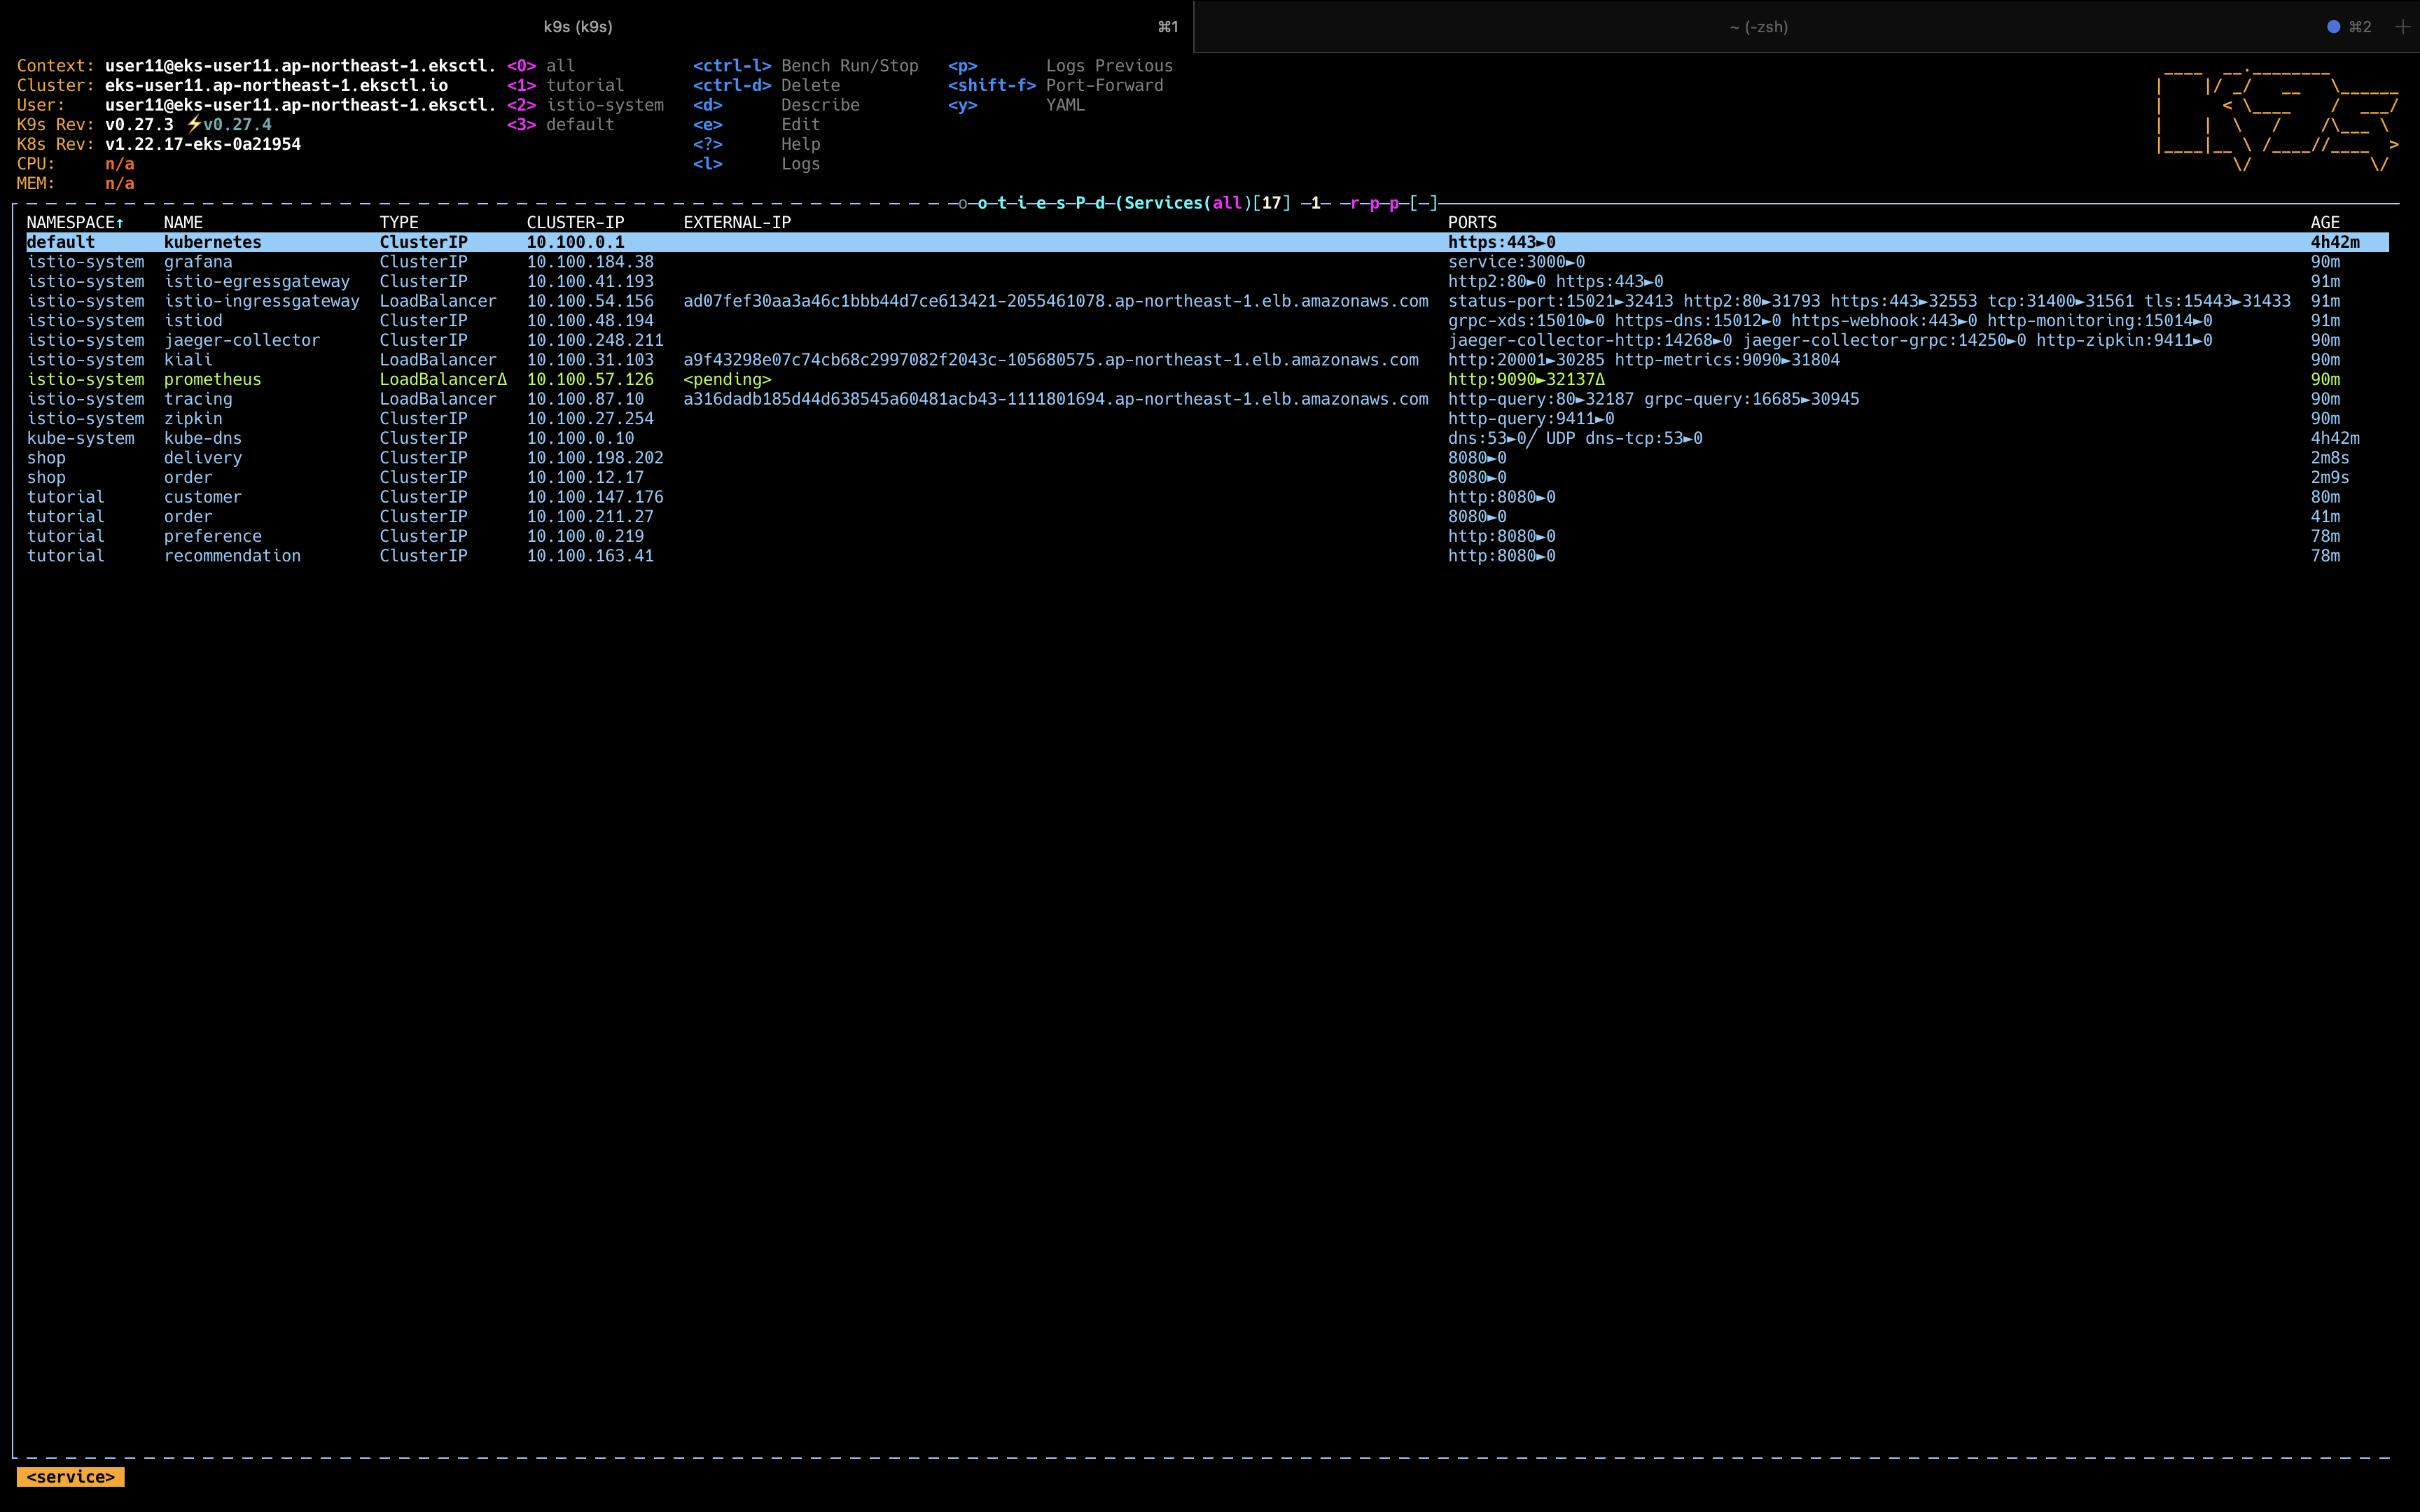 k9s (k9s) ⌘1 ~ (-zsh) ⌘2
Context: user11@eks-user11.ap-northeast-1.eksctl. <0> all <ctrl-l> Bench Run/Stop <p> Logs Previous
Cluster: eks-user11.ap-northeast-1.eksctl.io <1> tutorial <ctrl-d> Delete <shift-f> Port-Forward
User: user11@eks-user11.ap-northeast-1.eksctl. <2> istio-system <d> Describe <y> YAML
K9s Rev: v0.27.3 ⚡v0.27.4 <3> default <e> Edit
K8s Rev: v1.22.17-eks-0a21954 <?> Help
CPU: n/a <l> Logs
MEM: n/a
o o t i e s P d (Services(all)[17] 1 r p p [ ]
NAMESPACE↑ NAME TYPE CLUSTER-IP EXTERNAL-IP PORTS AGE
default kubernetes ClusterIP 10.100.0.1 https:443►0 4h42m
istio-system grafana ClusterIP 10.100.184.38 service:3000►0 90m
istio-system istio-egressgateway ClusterIP 10.100.41.193 http2:80►0 https:443►0 91m
istio-system istio-ingressgateway LoadBalancer 10.100.54.156 ad07fef30aa3a46c1bbb44d7ce613421-2055461078.ap-northeast-1.elb.amazonaws.com status-port:15021►32413 http2:80►31793 https:443►32553 tcp:31400►31561 tls:15443►31433 91m
istio-system istiod ClusterIP 10.100.48.194 grpc-xds:15010►0 https-dns:15012►0 https-webhook:443►0 http-monitoring:15014►0 91m
istio-system jaeger-collector ClusterIP 10.100.248.211 jaeger-collector-http:14268►0 jaeger-collector-grpc:14250►0 http-zipkin:9411►0 90m
istio-system kiali LoadBalancer 10.100.31.103 a9f43298e07c74cb68c2997082f2043c-105680575.ap-northeast-1.elb.amazonaws.com http:20001►30285 http-metrics:9090►31804 90m
istio-system prometheus LoadBalancerΔ 10.100.57.126 <pending> http:9090►32137Δ 90m
istio-system tracing LoadBalancer 10.100.87.10 a316dadb185d44d638545a60481acb43-1111801694.ap-northeast-1.elb.amazonaws.com http-query:80►32187 grpc-query:16685►30945 90m
istio-system zipkin ClusterIP 10.100.27.254 http-query:9411►0 90m
kube-system kube-dns ClusterIP 10.100.0.10 dns:53►0╱ UDP dns-tcp:53►0 4h42m
shop delivery ClusterIP 10.100.198.202 8080►0 2m8s
shop order ClusterIP 10.100.12.17 8080►0 2m9s
tutorial customer ClusterIP 10.100.147.176 http:8080►0 80m
tutorial order ClusterIP 10.100.211.27 8080►0 41m
tutorial preference ClusterIP 10.100.0.219 http:8080►0 78m
tutorial recommendation ClusterIP 10.100.163.41 http:8080►0 78m
<service>